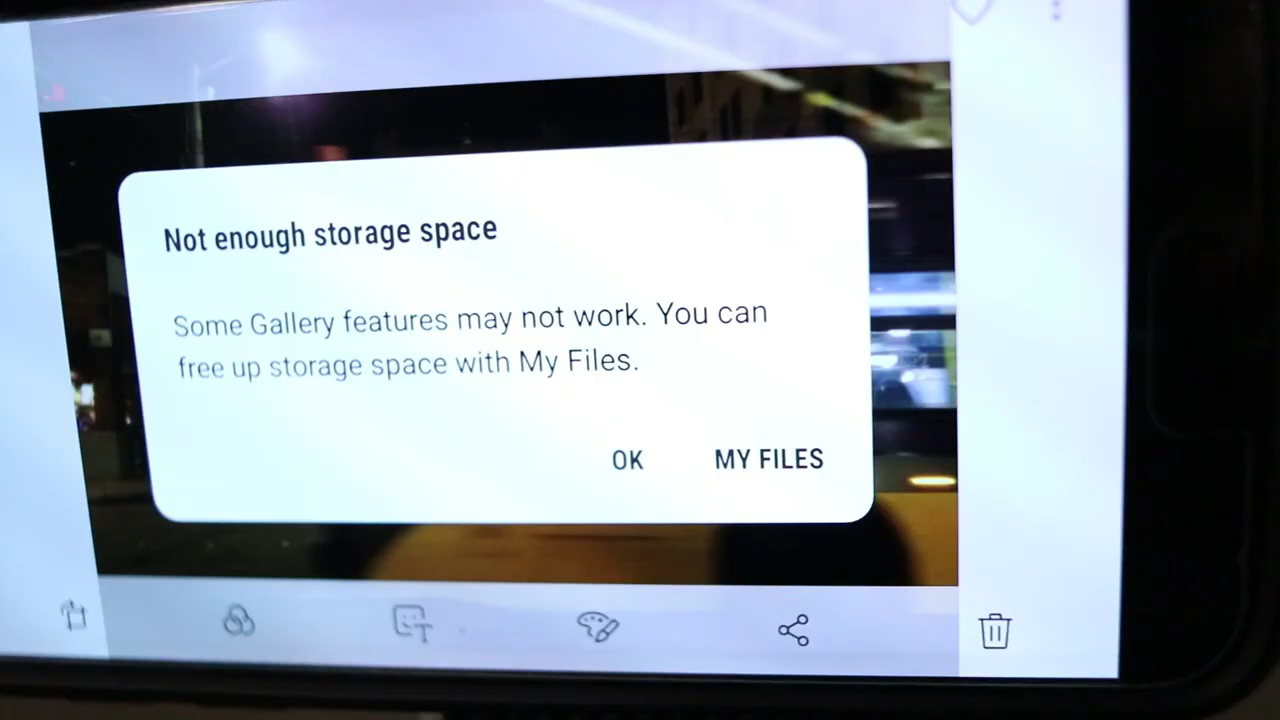 Not enough storage space
Some Gallery features may not work. You can
free up storage space with My Files.
OK MY FILES